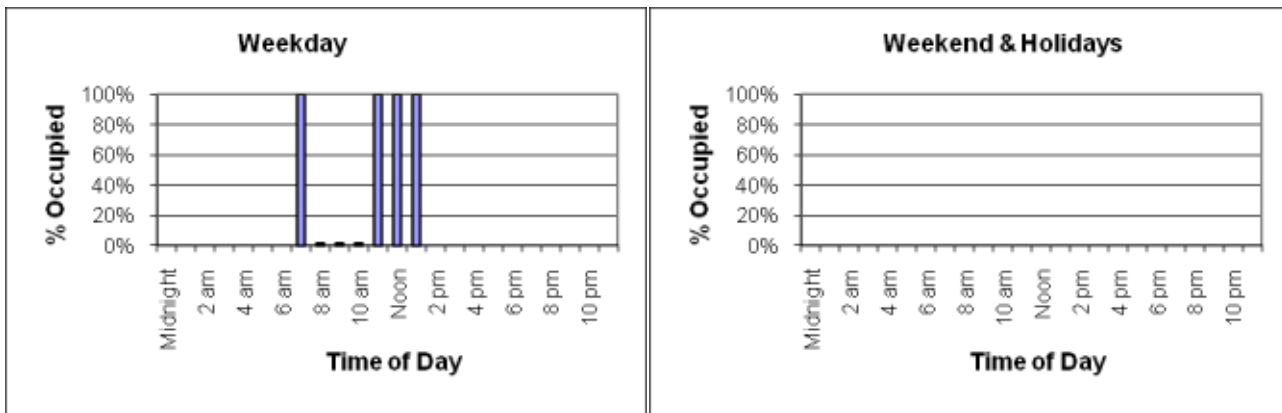 Weekday
% Occupied
100%
80%
60%
40%
20%
0%
Midnight
2 am
4 am
6 am
8 am
10 am
Noon
2 pm
4 pm
6 pm
8 pm
10 pm
Time of Day
Weekend & Holidays
% Occupied
100%
80%
60%
40%
20%
0%
Midnight
2 am
4 am
6 am
8 am
10 am
Noon
2 pm
4 pm
6 pm
8 pm
10 pm
Time of Day